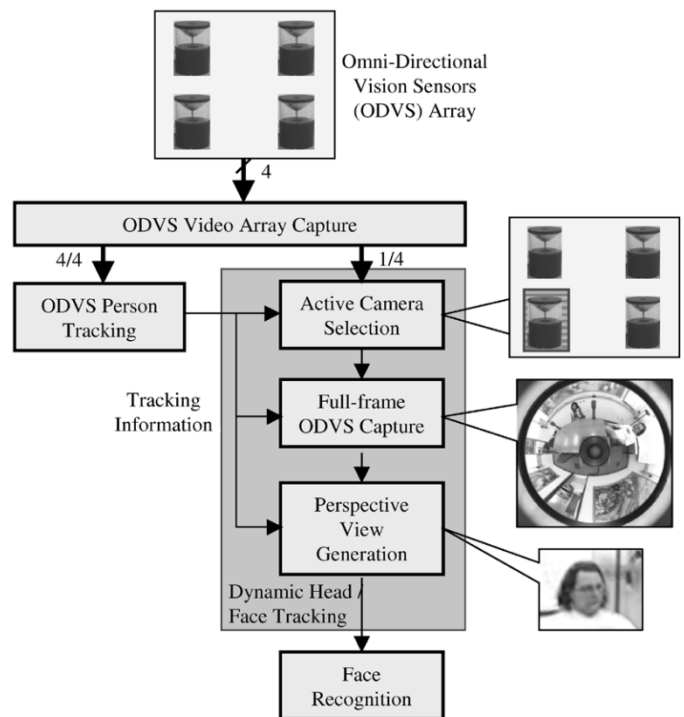 Omni-Directional
Vision Sensors
(ODVS) Array
4
ODVS Video Array Capture
4/4
1/4
ODVS Person
Tracking
Active Camera
Selection
Tracking
Information
Full-frame
ODVS Capture
Perspective
View
Generation
Dynamic Head /
Face Tracking
Face
Recognition